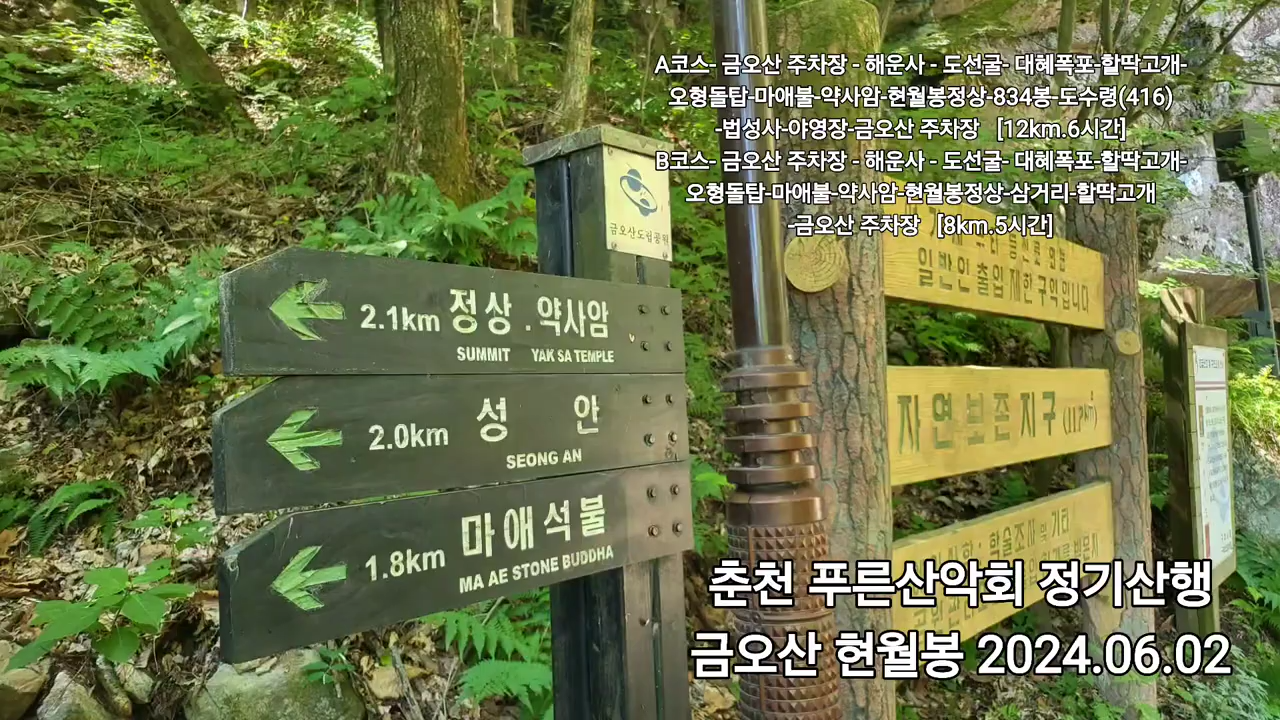 A코스- 금오산 주차장 - 해운사 - 도선굴- 대혜폭포-할딱고개-
오형돌탑-마애불-약사암-현월봉정상-834봉-도수령(416)
-법성사-야영장-금오산 주차장 [12km.6시간]
B코스- 금오산 주차장 - 해운사 - 도선굴- 대혜폭포-할딱고개-
오형돌탑-마애불-약사암-현월봉정상-삼거리-할딱고개
-금오산 주차장 [8km.5시간]
금오산도립공원
2.1km 정상 . 약사암
SUMMIT YAK SA TEMPLE
2.0km 성 안
SEONG AN
1.8km 마애석불
MA AE STONE BUDDHA
일반인 출입 제한 구역 입니다
자연보존지구
학술조사 및 기타
춘천 푸른산악회 정기산행
금오산 현월봉 2024.06.02